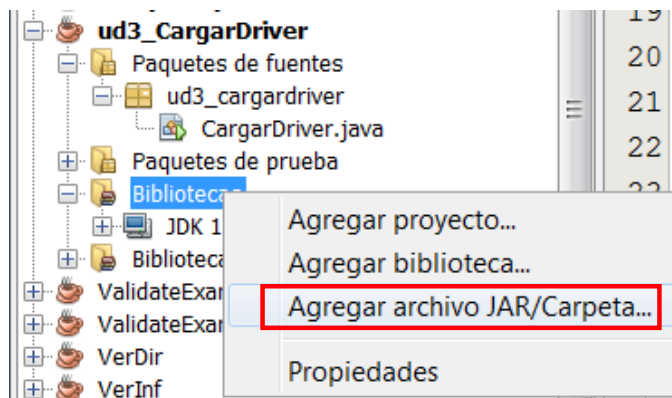 ud3_CargarDriver
Paquetes de fuentes
ud3_cargardriver
CargarDriver.java
Paquetes de prueba
Bibliotecas
JDK 1
ValidateExa
ValidateExa
VerDir
VerInf
Agregar proyecto...
Agregar biblioteca...
Agregar archivo JAR/Carpeta...
Propiedades
19
20
21
22